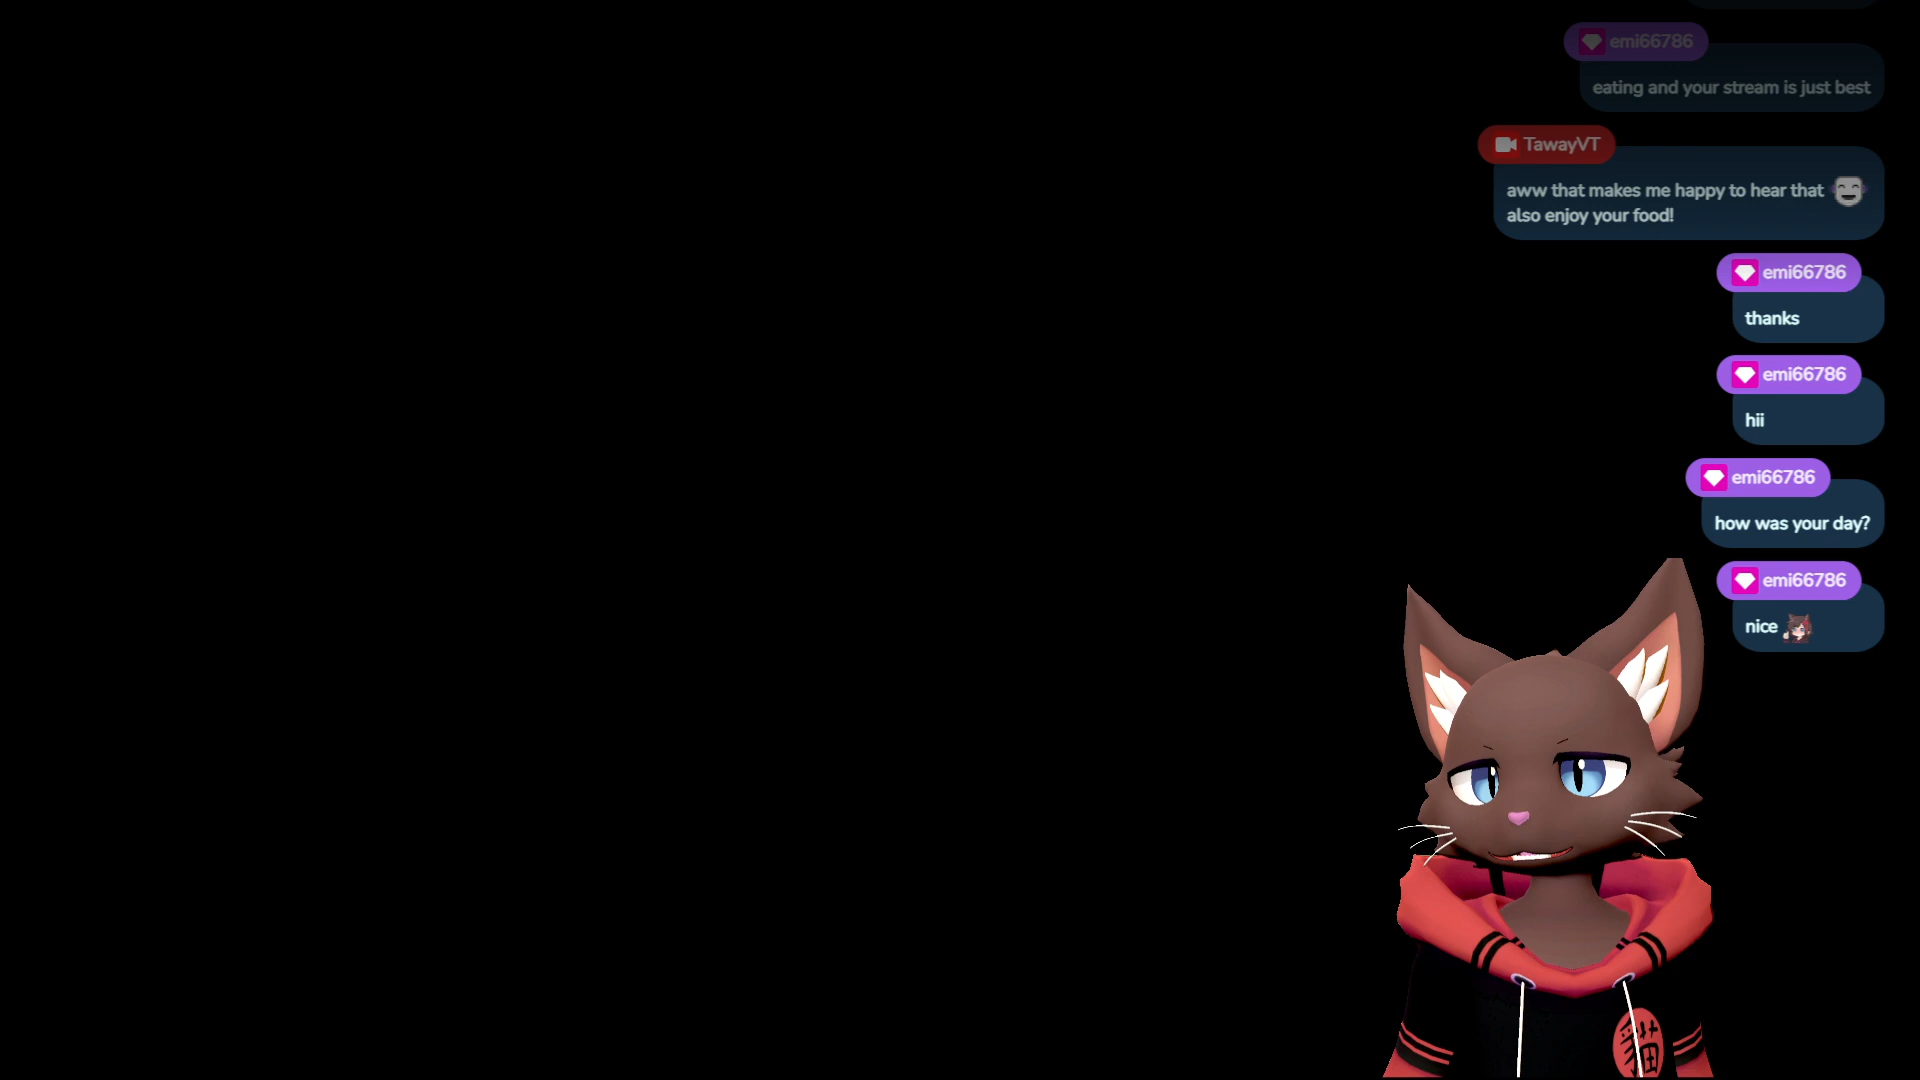 emi66786
eating and your stream is just best
TawayVT
aww that makes me happy to hear that
also enjoy your food!
emi66786
thanks
emi66786
hii
emi66786
how was your day?
emi66786
nice
猫